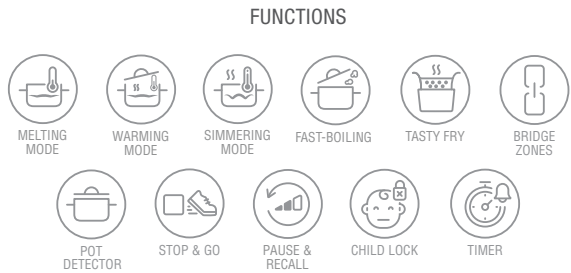 FUNCTIONS
MELTING
MODE
WARMING
MODE
SIMMERING
MODE
FAST-BOILING
TASTY FRY
BRIDGE
ZONES
POT
DETECTOR
STOP & GO
PAUSE &
RECALL
CHILD LOCK
TIMER